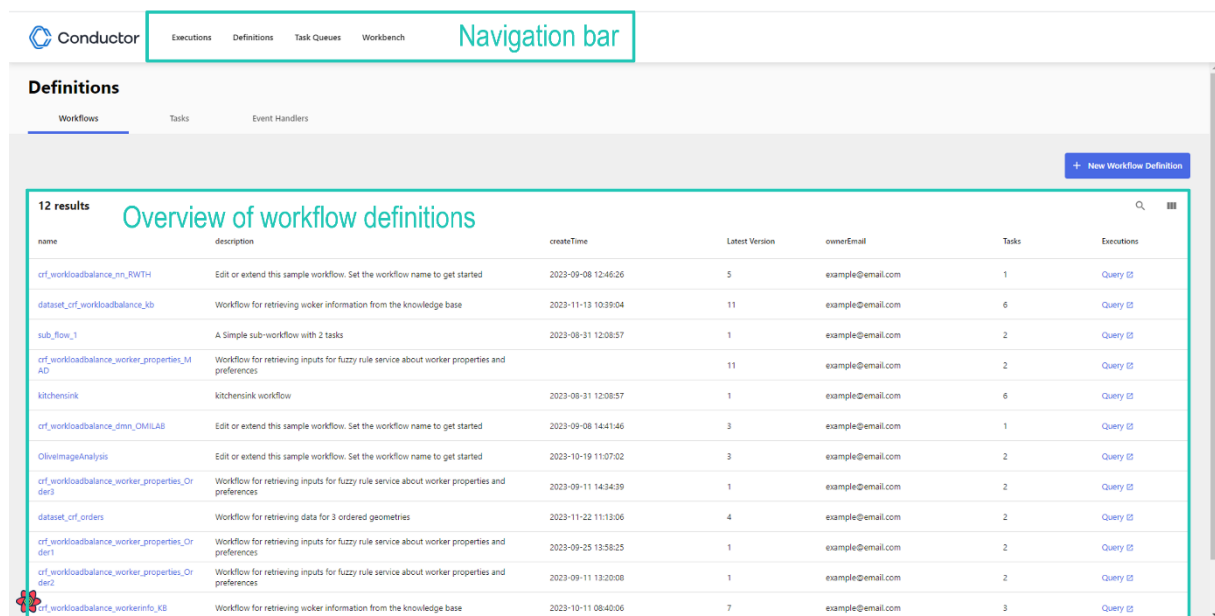 Conductor
Executions Definitions Task Queues Workbench
Navigation bar
Definitions
Workflows Tasks Event Handlers
+ New Workflow Definition
12 results
Overview of workflow definitions
name description createTime Latest Version ownerEmail Tasks Executions
crf_workloadbalance_nn_RWTH Edit or extend this sample workflow. Set the workflow name to get started 2023-09-08 12:46:26 5 example@email.com 1 Query
dataset_crf_workloadbalance_kb Workflow for retrieving woker information from the knowledge base 2023-11-13 10:39:04 11 example@email.com 6 Query
sub_flow_1 A Simple sub-workflow with 2 tasks 2023-08-31 12:08:57 1 example@email.com 2 Query
crf_workloadbalance_worker_properties_M Workflow for retrieving inputs for fuzzy rule service about worker properties and
AD preferences 11 example@email.com 2 Query
kitchensink kitchensink workflow 2023-08-31 12:08:57 1 example@email.com 6 Query
crf_workloadbalance_dmn_OMILAB Edit or extend this sample workflow. Set the workflow name to get started 2023-09-08 14:41:46 3 example@email.com 1 Query
OliveImageAnalysis Edit or extend this sample workflow. Set the workflow name to get started 2023-10-19 11:07:02 3 example@email.com 2 Query
crf_workloadbalance_worker_properties_Or Workflow for retrieving inputs for fuzzy rule service about worker properties and
der3 preferences 2023-09-11 14:34:39 1 example@email.com 2 Query
dataset_crf_orders Workflow for retrieving data for 3 ordered geometries 2023-11-22 11:13:06 4 example@email.com 2 Query
crf_workloadbalance_worker_properties_Or Workflow for retrieving inputs for fuzzy rule service about worker properties and
der1 preferences 2023-09-25 13:58:25 1 example@email.com 2 Query
crf_workloadbalance_worker_properties_Or Workflow for retrieving inputs for fuzzy rule service about worker properties and
der2 preferences 2023-09-11 13:20:08 1 example@email.com 2 Query
crf_workloadbalance_workerinfo_KB Workflow for retrieving woker information from the knowledge base 2023-10-11 08:40:06 7 example@email.com 3 Query